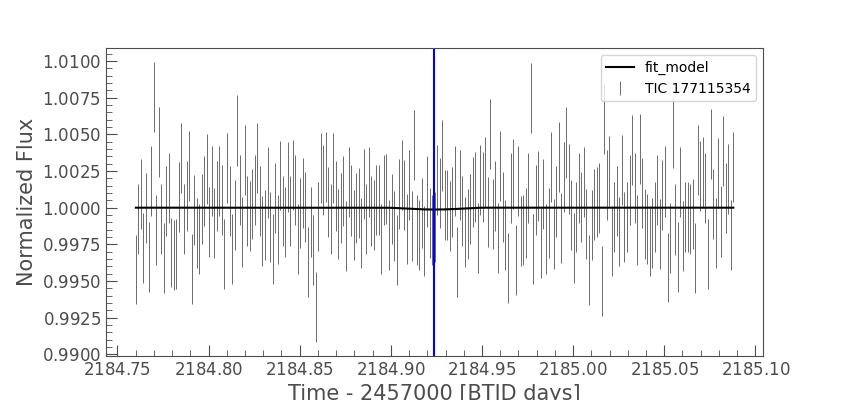 1.0100
1.0075
1.0050
1.0025
1.0000
0.9975
0.9950
0.9925
0.9900
Normalized Flux
fit_model
TIC 177115354
2184.75 2184.80 2184.85 2184.90 2184.95 2185.00 2185.05 2185.10
Time - 2457000 [BTJD days]